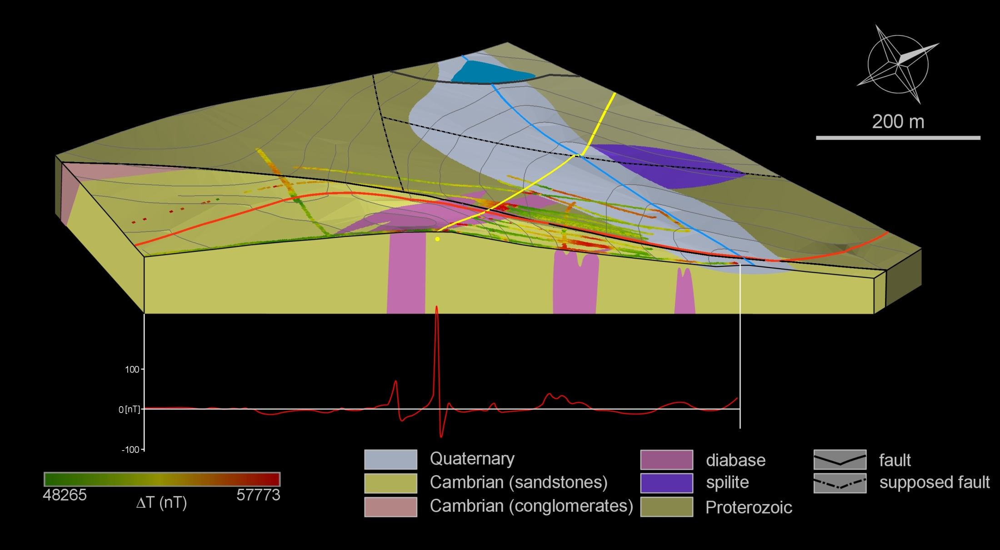 200 m
100
0 [nT]
-100
48265
57773
ΔT (nT)
Quaternary
Cambrian (sandstones)
Cambrian (conglomerates)
diabase
spilite
Proterozoic
fault
supposed fault